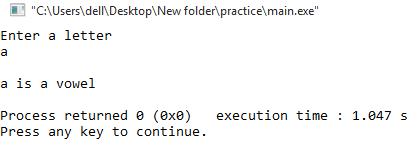 "C:\Users\dell\Desktop\New folder\practice\main.exe"
Enter a letter
a
a is a vowel
Process returned 0 (0x0)   execution time : 1.047 s
Press any key to continue.